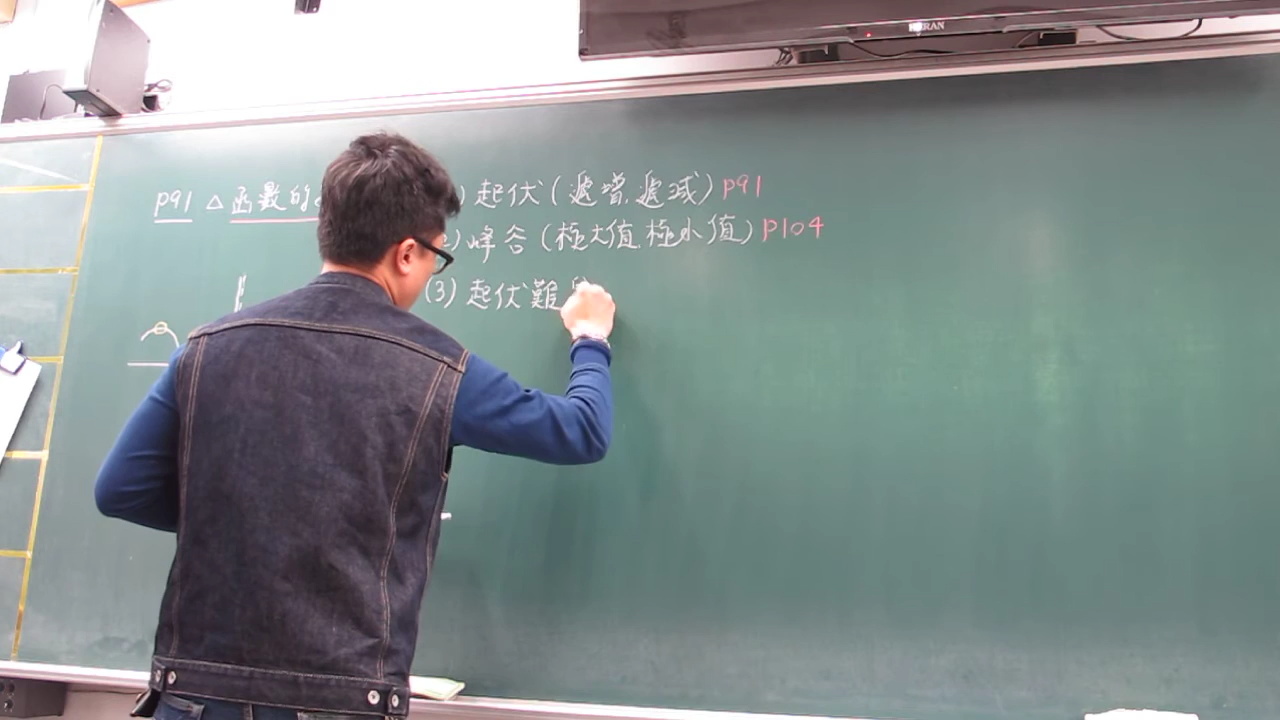 HERAN
P91 △ 函數的 起伏(遞增、遞減) P91
2) 峰谷(極大值、極小值) P104
(3) 起伏難